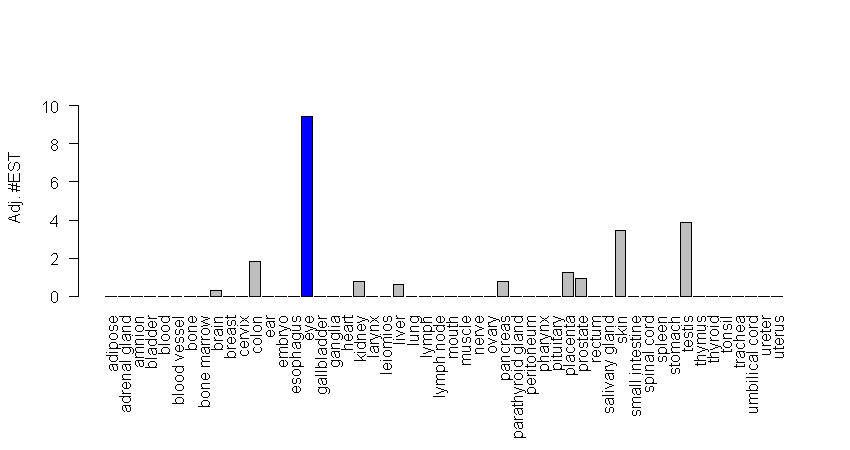 Adj. #EST
10
8
6
4
2
0
adipose
adrenal gland
amnion
bladder
blood
blood vessel
bone
bone marrow
brain
breast
cervix
colon
ear
embryo
esophagus
eye
gallbladder
ganglia
heart
kidney
larynx
leiomios
liver
lung
lymph
lymph node
mouth
muscle
nerve
ovary
pancreas
parathyroid gland
peritoneum
pharynx
pituitary
placenta
prostate
rectum
salivary gland
skin
small intestine
spinal cord
spleen
stomach
testis
thymus
thyroid
tonsil
trachea
umbilical cord
ureter
uterus